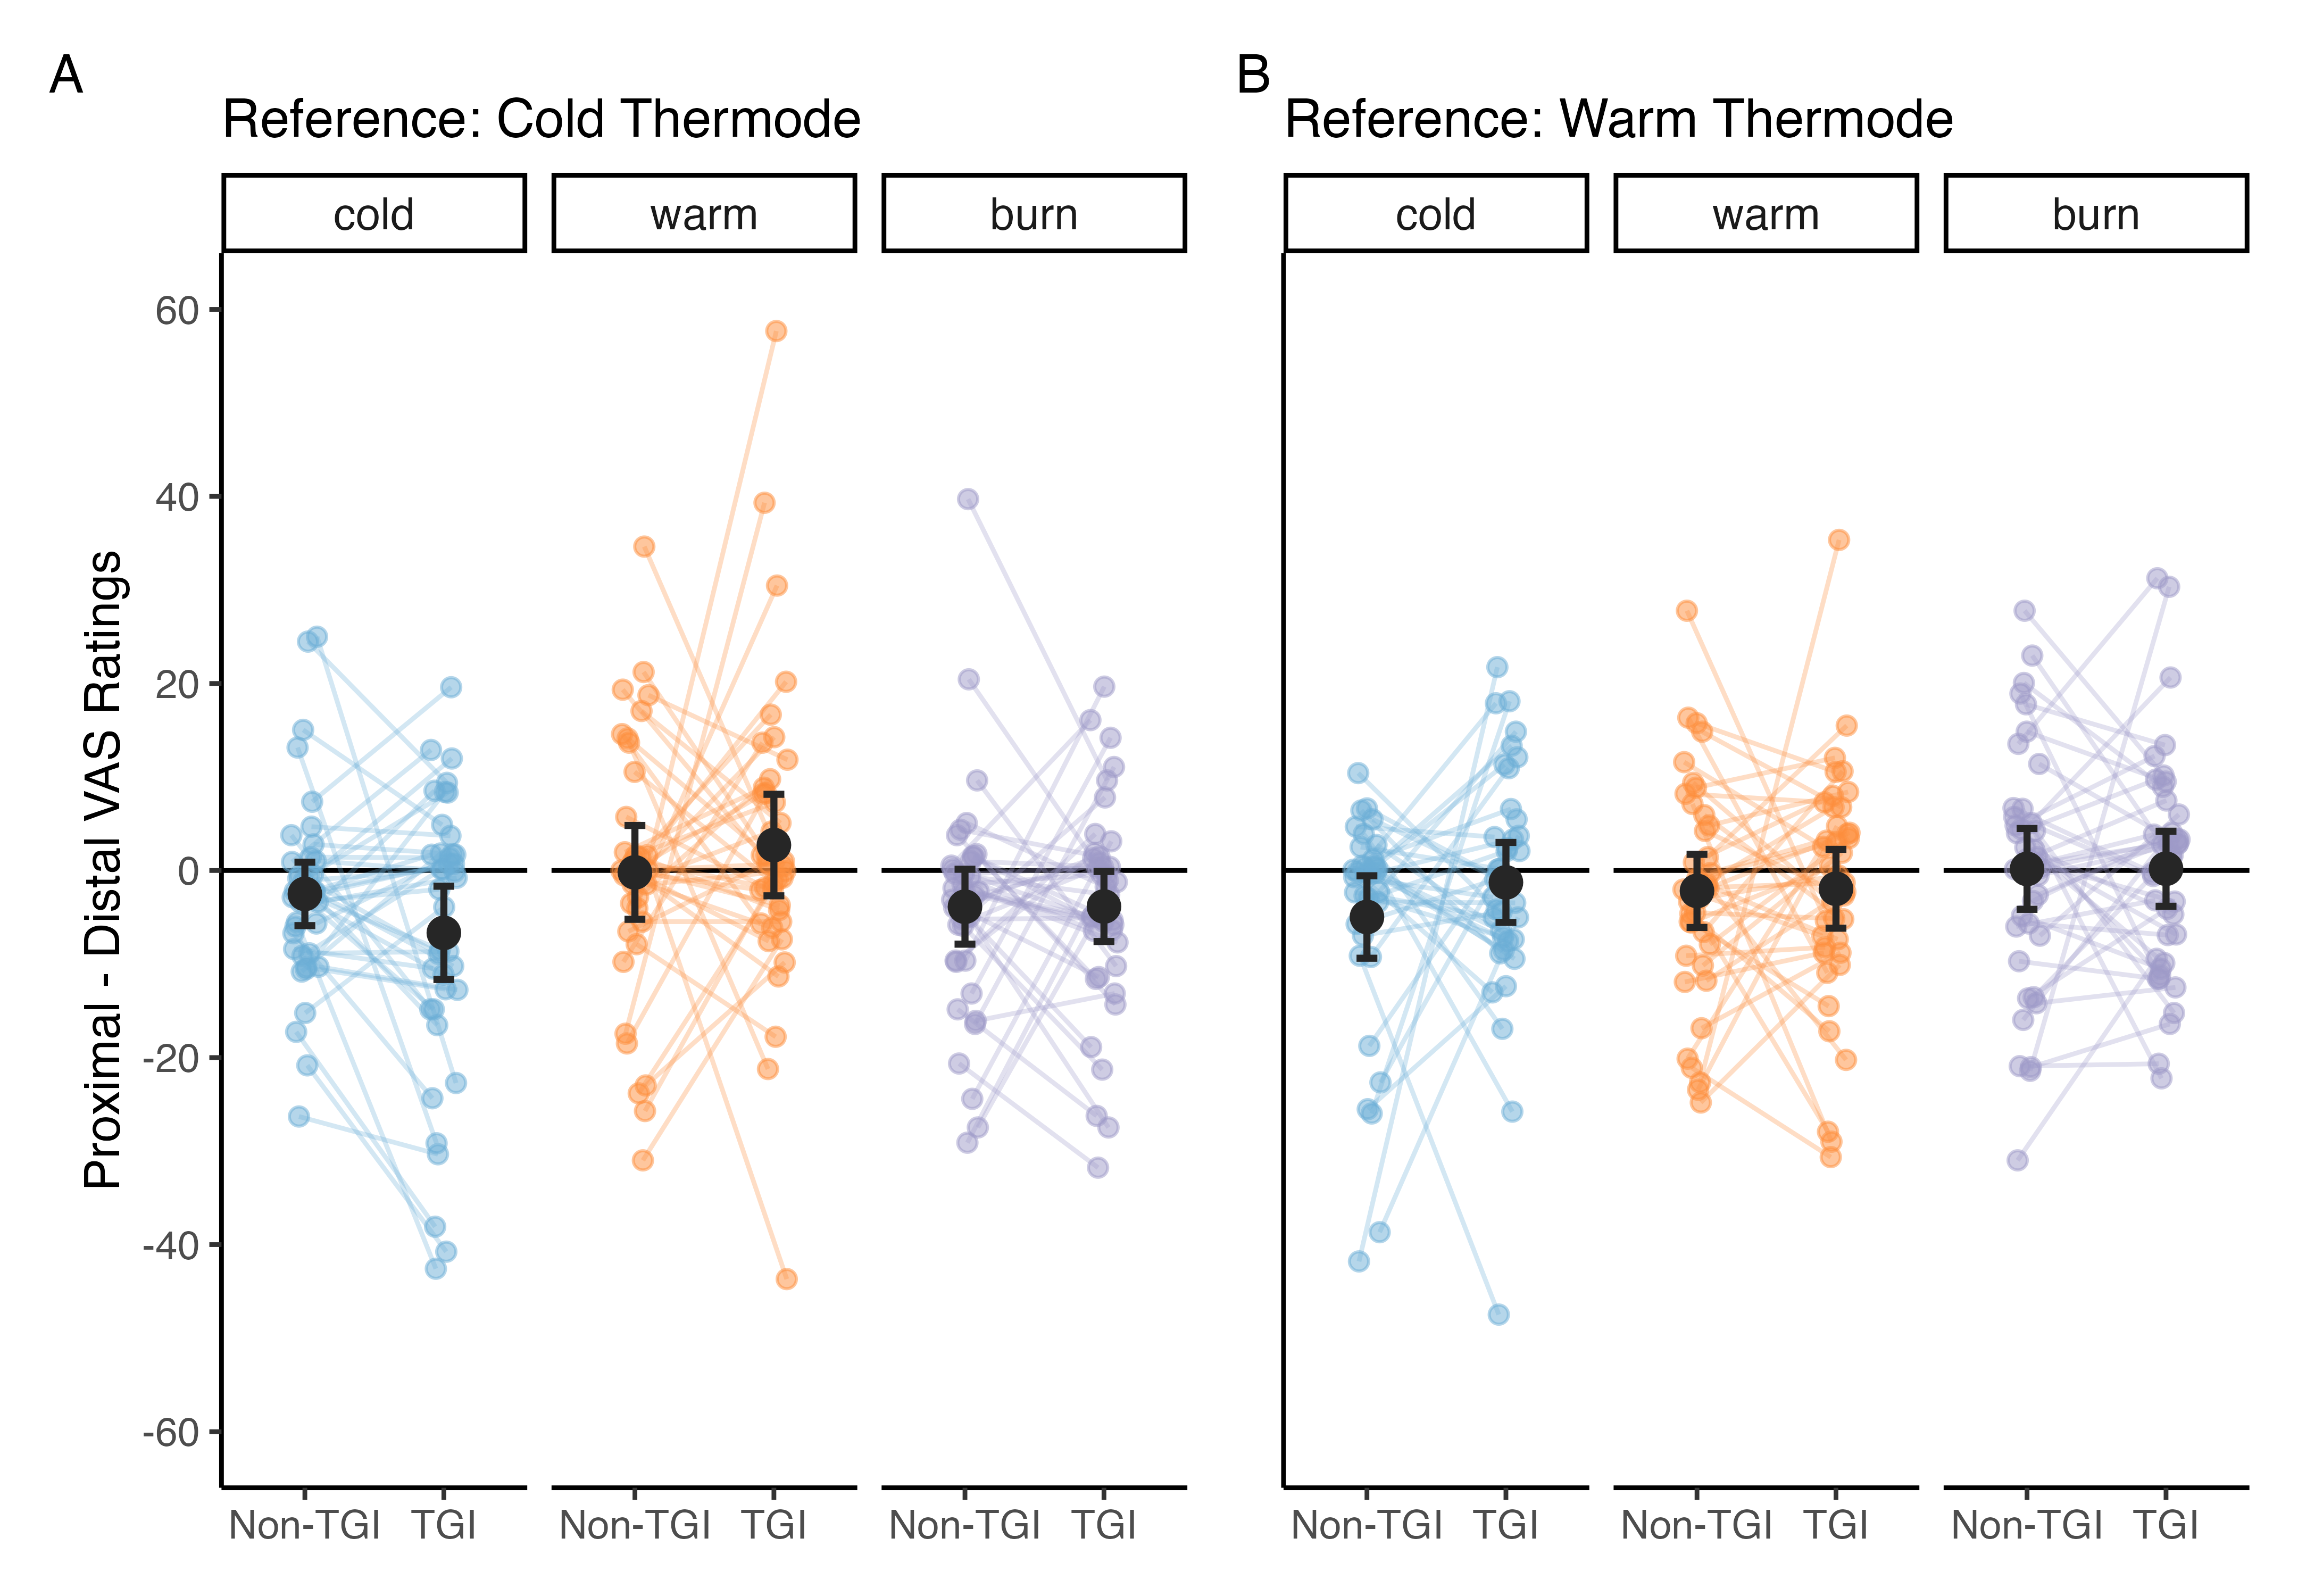 A
B
Reference: Cold Thermode
Reference: Warm Thermode
cold warm burn
cold warm burn
60
40
20
0
-20
-40
-60
Proximal - Distal VAS Ratings
Non-TGI TGI Non-TGI TGI Non-TGI TGI
Non-TGI TGI Non-TGI TGI Non-TGI TGI